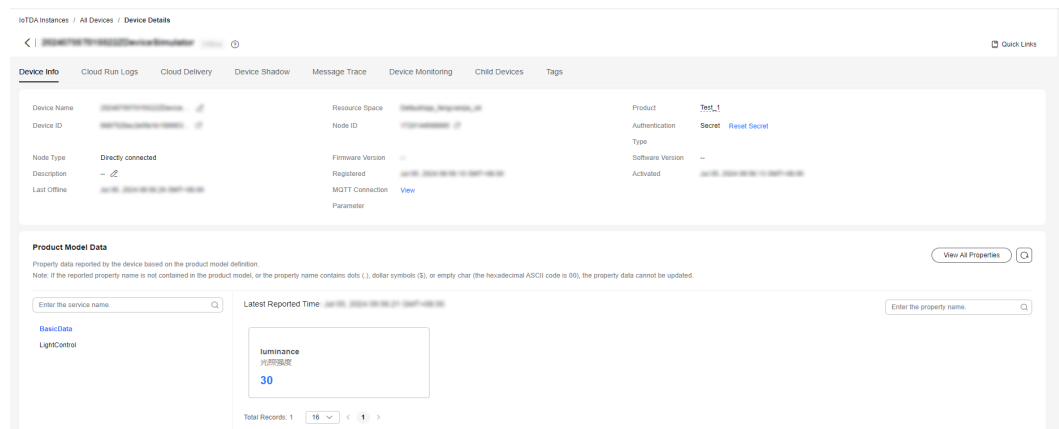 IoTDA Instances / All Devices / Device Details
Quick Links
Device Info Cloud Run Logs Cloud Delivery Device Shadow Message Trace Device Monitoring Child Devices Tags
Device Name Resource Space Product Test_1
Device ID Node ID Authentication Type Secret Reset Secret
Node Type Directly connected Firmware Version -- Software Version --
Description -- Registered Activated
Last Offline MQTT Connection Parameter View
Product Model Data
View All Properties
Property data reported by the device based on the product model definition.
Note: If the reported property name is not contained in the product model, or the property name contains dots (.), dollar symbols ($), or empty char (the hexadecimal ASCII code is 00), the property data cannot be updated.
Enter the service name.
Latest Reported Time:
Enter the property name.
BasicData
LightControl
luminance
光照强度
30
Total Records: 1 16 < 1 >